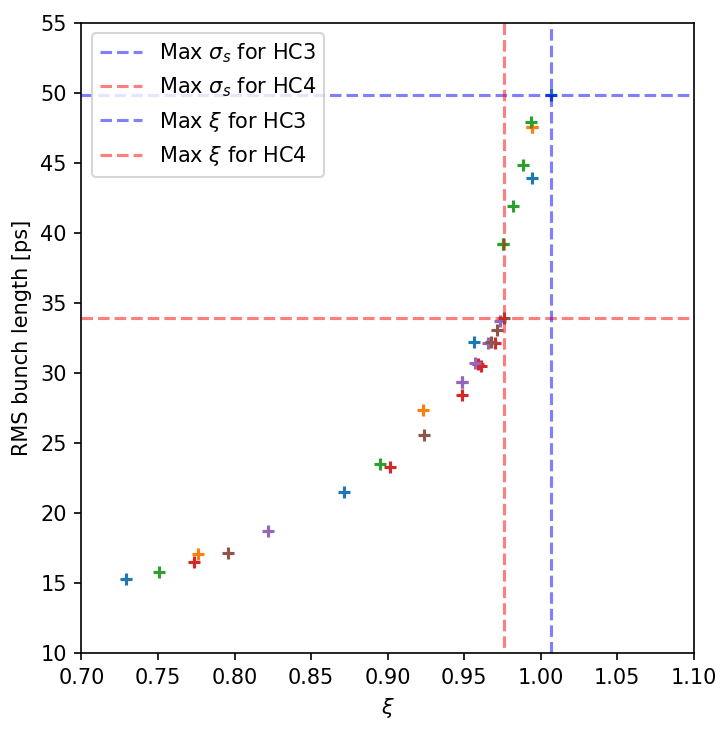 55
50
45
40
35
30
25
20
15
10
RMS bunch length [ps]
Max σs for HC3
Max σs for HC4
Max ξ for HC3
Max ξ for HC4
0.70 0.75 0.80 0.85 0.90 0.95 1.00 1.05 1.10
ξ